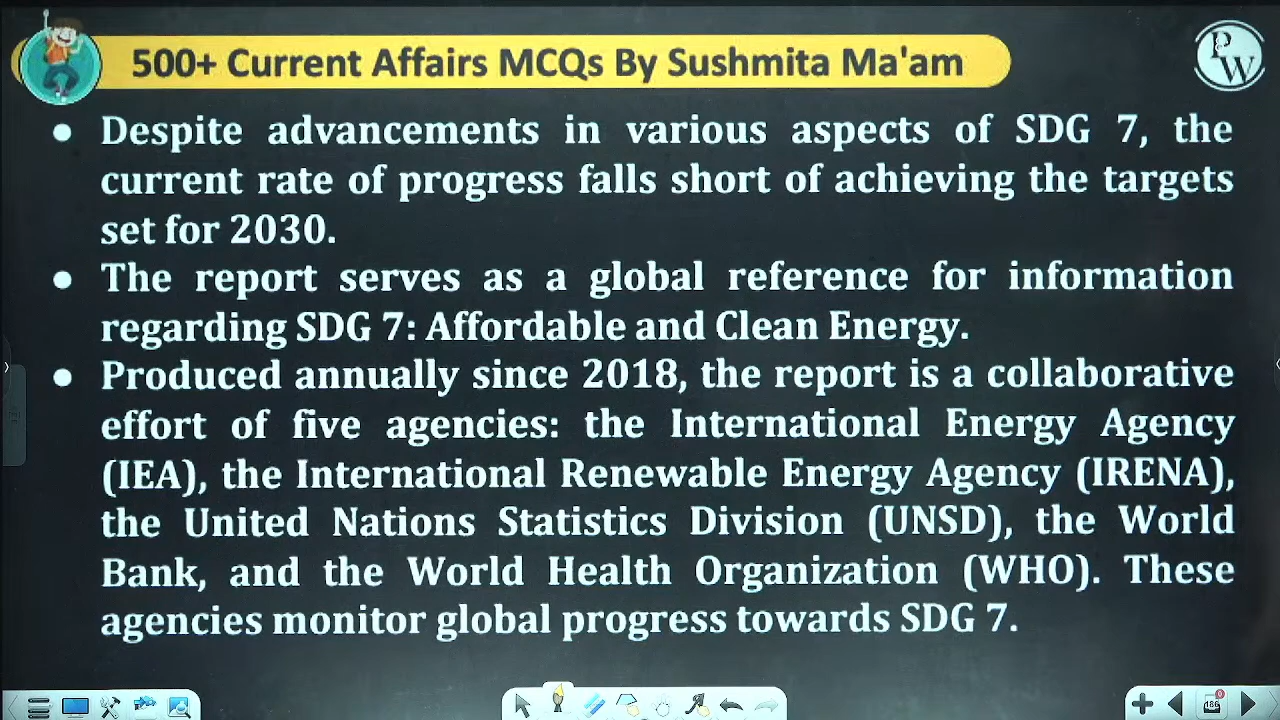 500+ Current Affairs MCQs By Sushmita Ma'am
PW
● Despite advancements in various aspects of SDG 7, the
current rate of progress falls short of achieving the targets
set for 2030.
● The report serves as a global reference for information
regarding SDG 7: Affordable and Clean Energy.
● Produced annually since 2018, the report is a collaborative
effort of five agencies: the International Energy Agency
(IEA), the International Renewable Energy Agency (IRENA),
the United Nations Statistics Division (UNSD), the World
Bank, and the World Health Organization (WHO). These
agencies monitor global progress towards SDG 7.
186